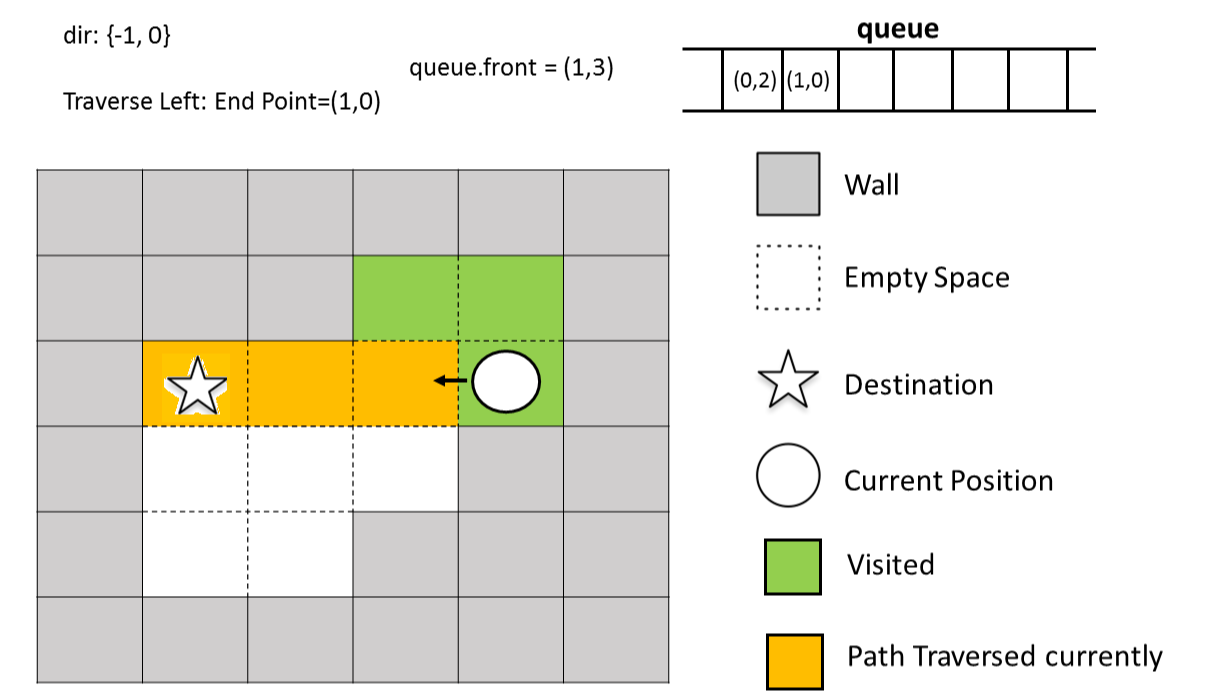 dir: {-1, 0}
queue.front = (1,3)
Traverse Left: End Point=(1,0)
queue
(0,2) (1,0)
Wall
Empty Space
Destination
Current Position
Visited
Path Traversed currently